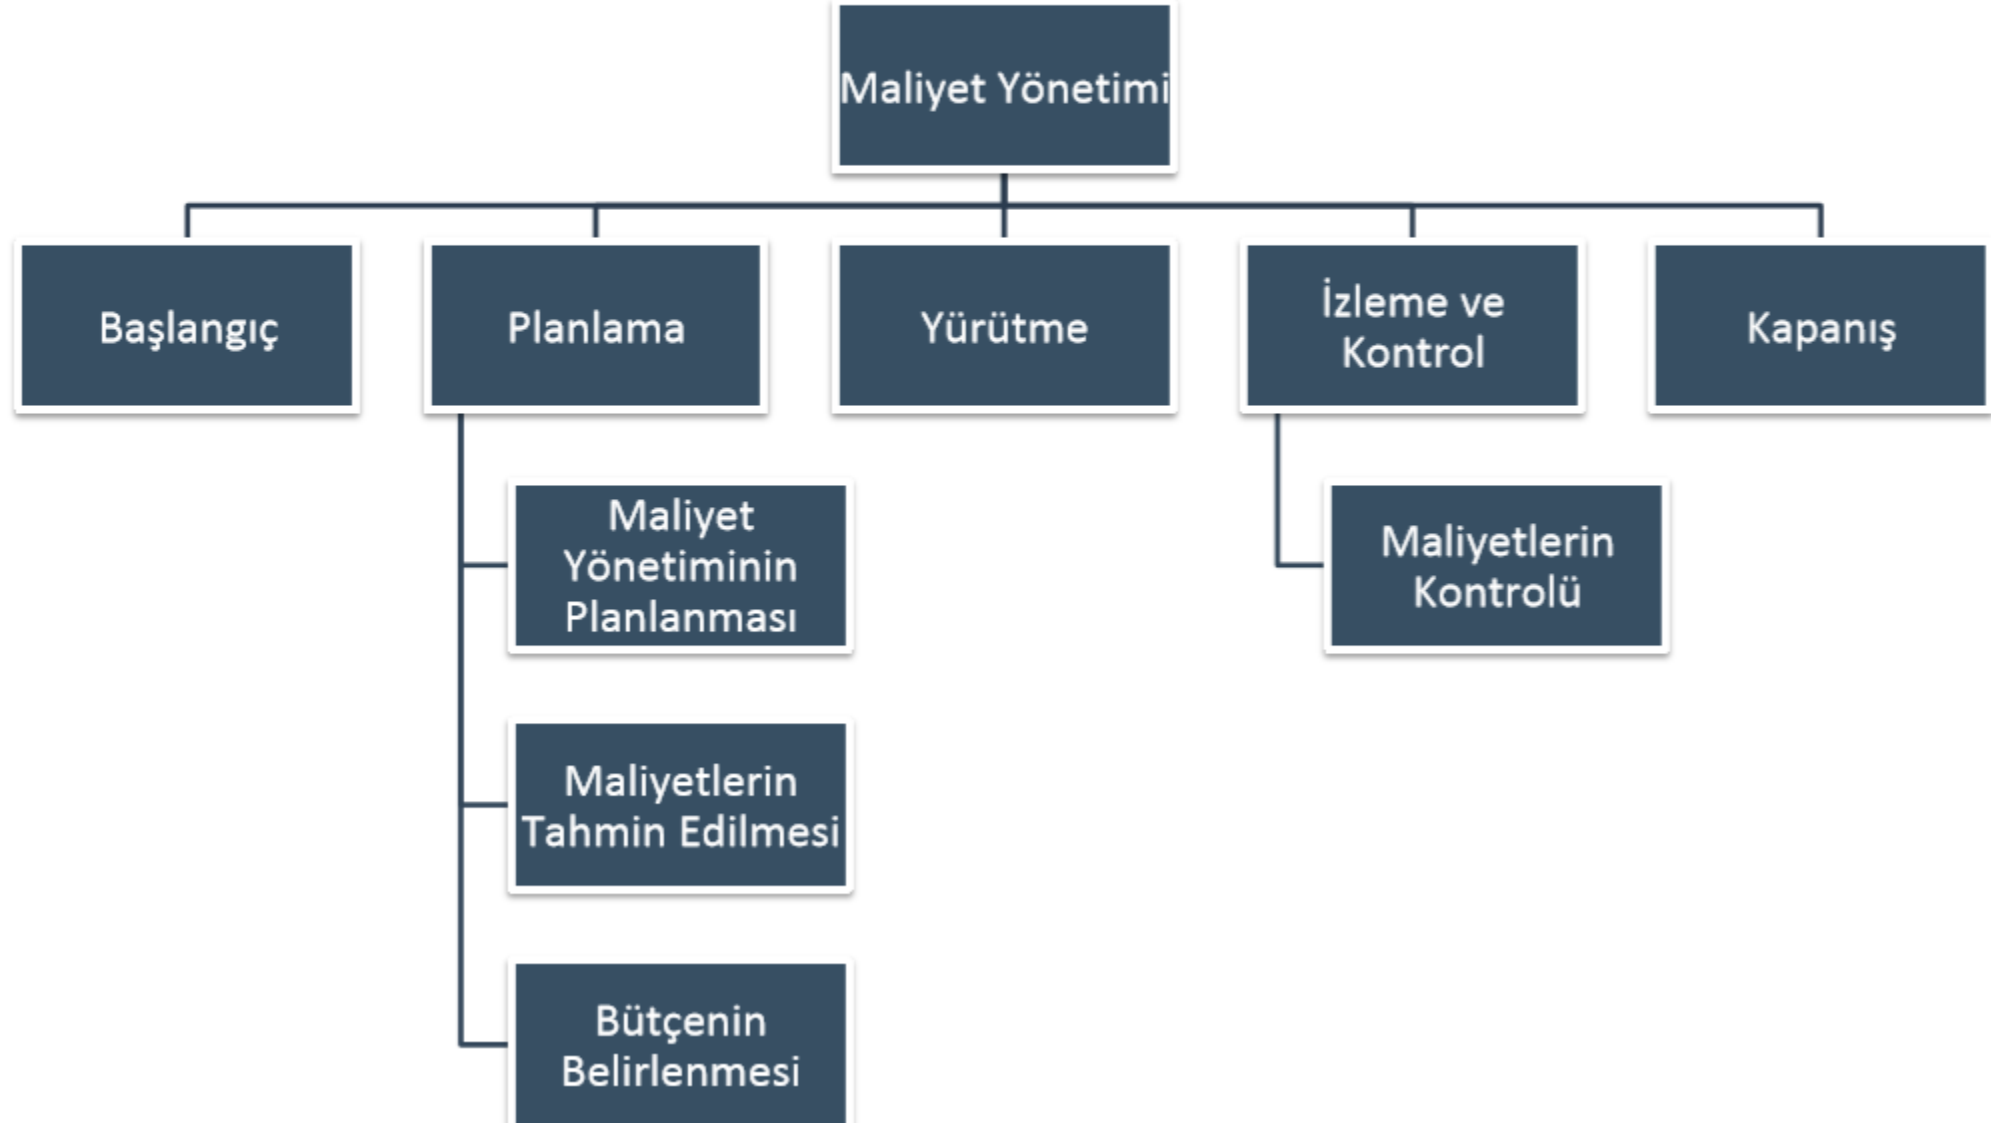 Maliyet Yönetimi
Başlangıç
Planlama
Yürütme
İzleme ve
Kontrol
Kapanış
Maliyet
Yönetiminin
Planlanması
Maliyetlerin
Tahmin Edilmesi
Bütçenin
Belirlenmesi
Maliyetlerin
Kontrolü